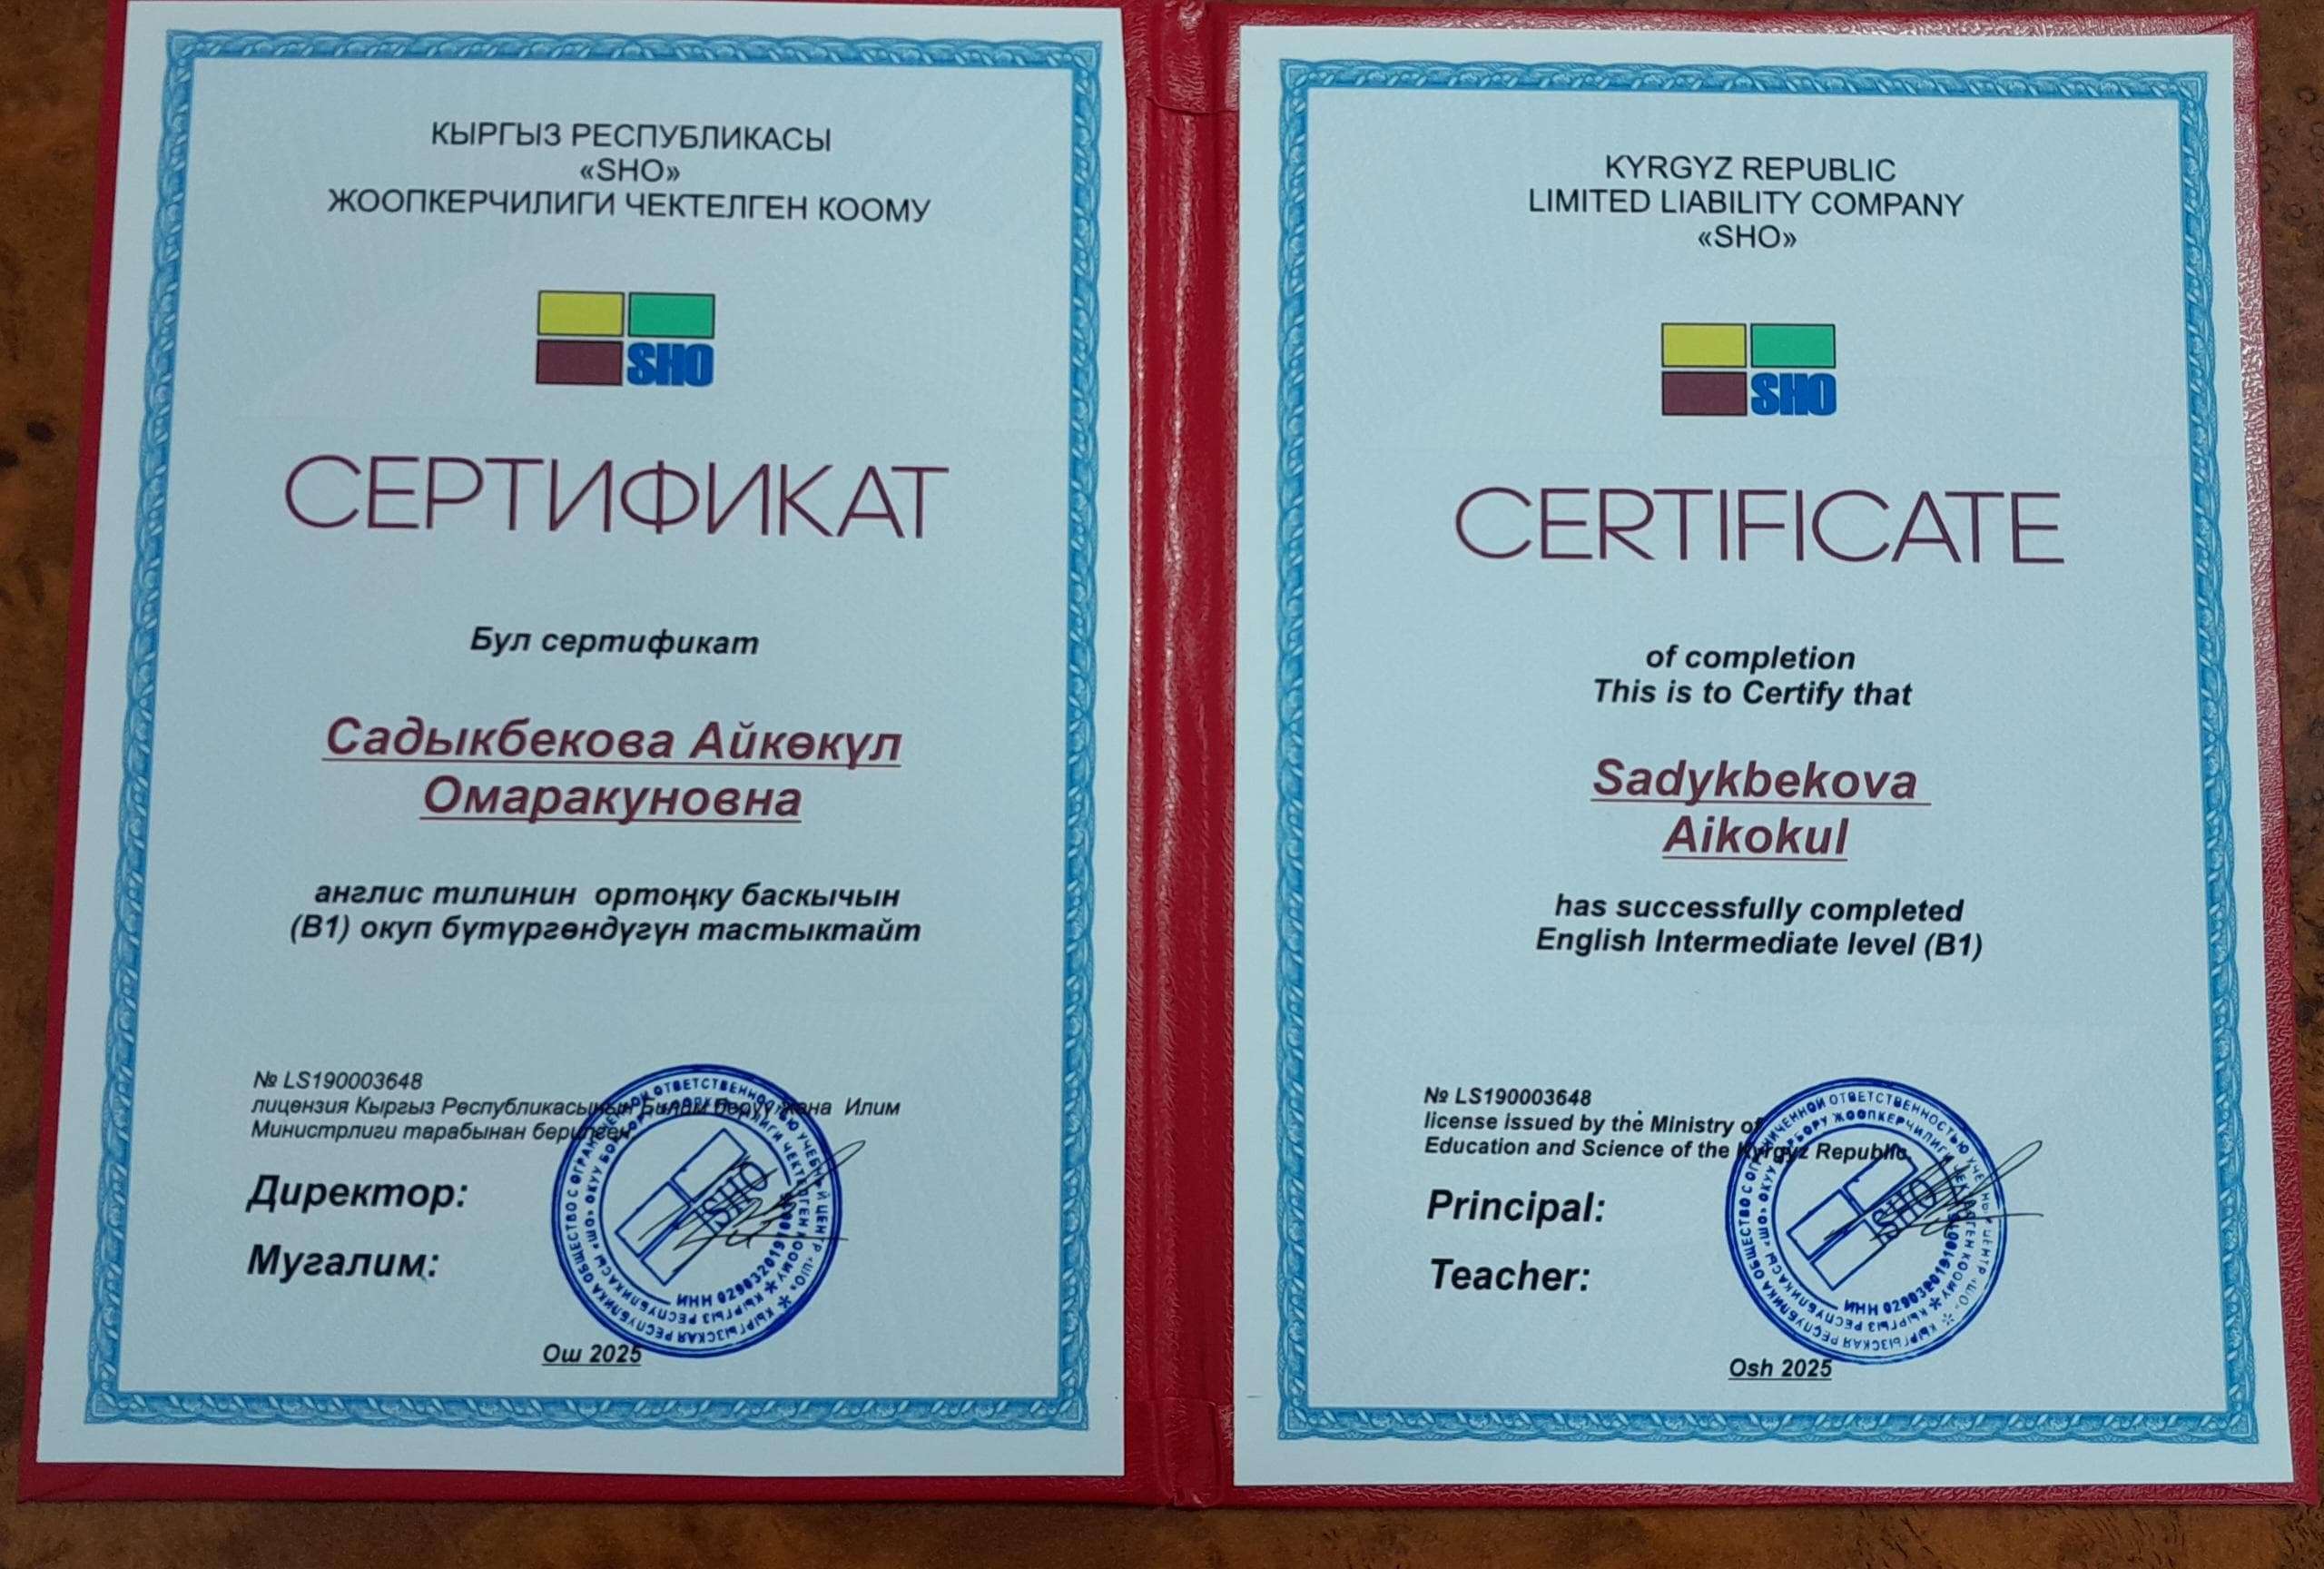 КЫРГЫЗ РЕСПУБЛИКАСЫ
«SHO»
ЖООПКЕРЧИЛИГИ ЧЕКТЕЛГЕН КООМУ
SHO
СЕРТИФИКАТ
Бул сертификат
Садыкбекова Айкөкүл
Омаракуновна
англис тилинин ортоңку баскычын
(В1) окуп бүтүргөндүгүн тастыктайт
№ LS190003648
лицензия Кыргыз Республикасынын Билим берүү жана Илим
Министрлиги тарабынан берилген.
Директор:
Мугалим:
Ош 2025
KYRGYZ REPUBLIC
LIMITED LIABILITY COMPANY
«SHO»
SHO
CERTIFICATE
of completion
This is to Certify that
Sadykbekova
Aikokul
has successfully completed
English Intermediate level (B1)
№ LS190003648
license issued by the Ministry of
Education and Science of the Kyrgyz Republic.
Principal:
Teacher:
SHO
Osh 2025